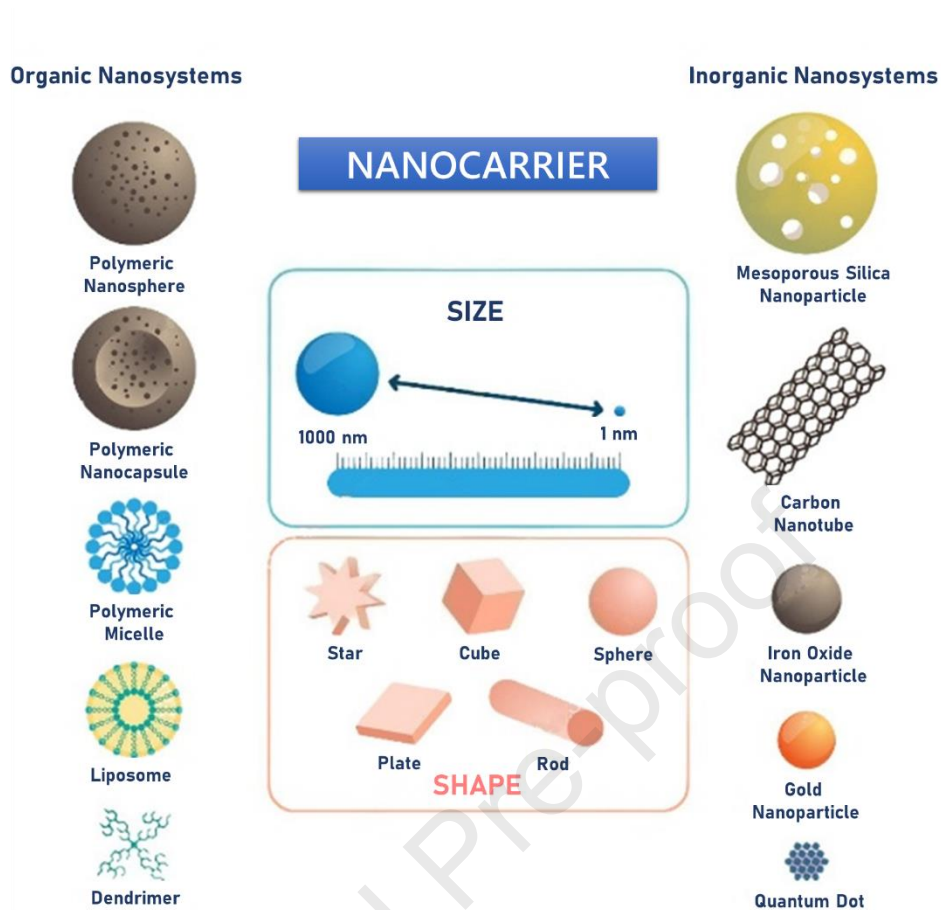 Organic Nanosystems
Inorganic Nanosystems
NANOCARRIER
Polymeric
Nanosphere
Polymeric
Nanocapsule
Polymeric
Micelle
Liposome
Dendrimer
SIZE
1000 nm
1 nm
Star
Cube
Sphere
Plate
Rod
SHAPE
Mesoporous Silica
Nanoparticle
Carbon
Nanotube
Iron Oxide
Nanoparticle
Gold
Nanoparticle
Quantum Dot
Pre-proof